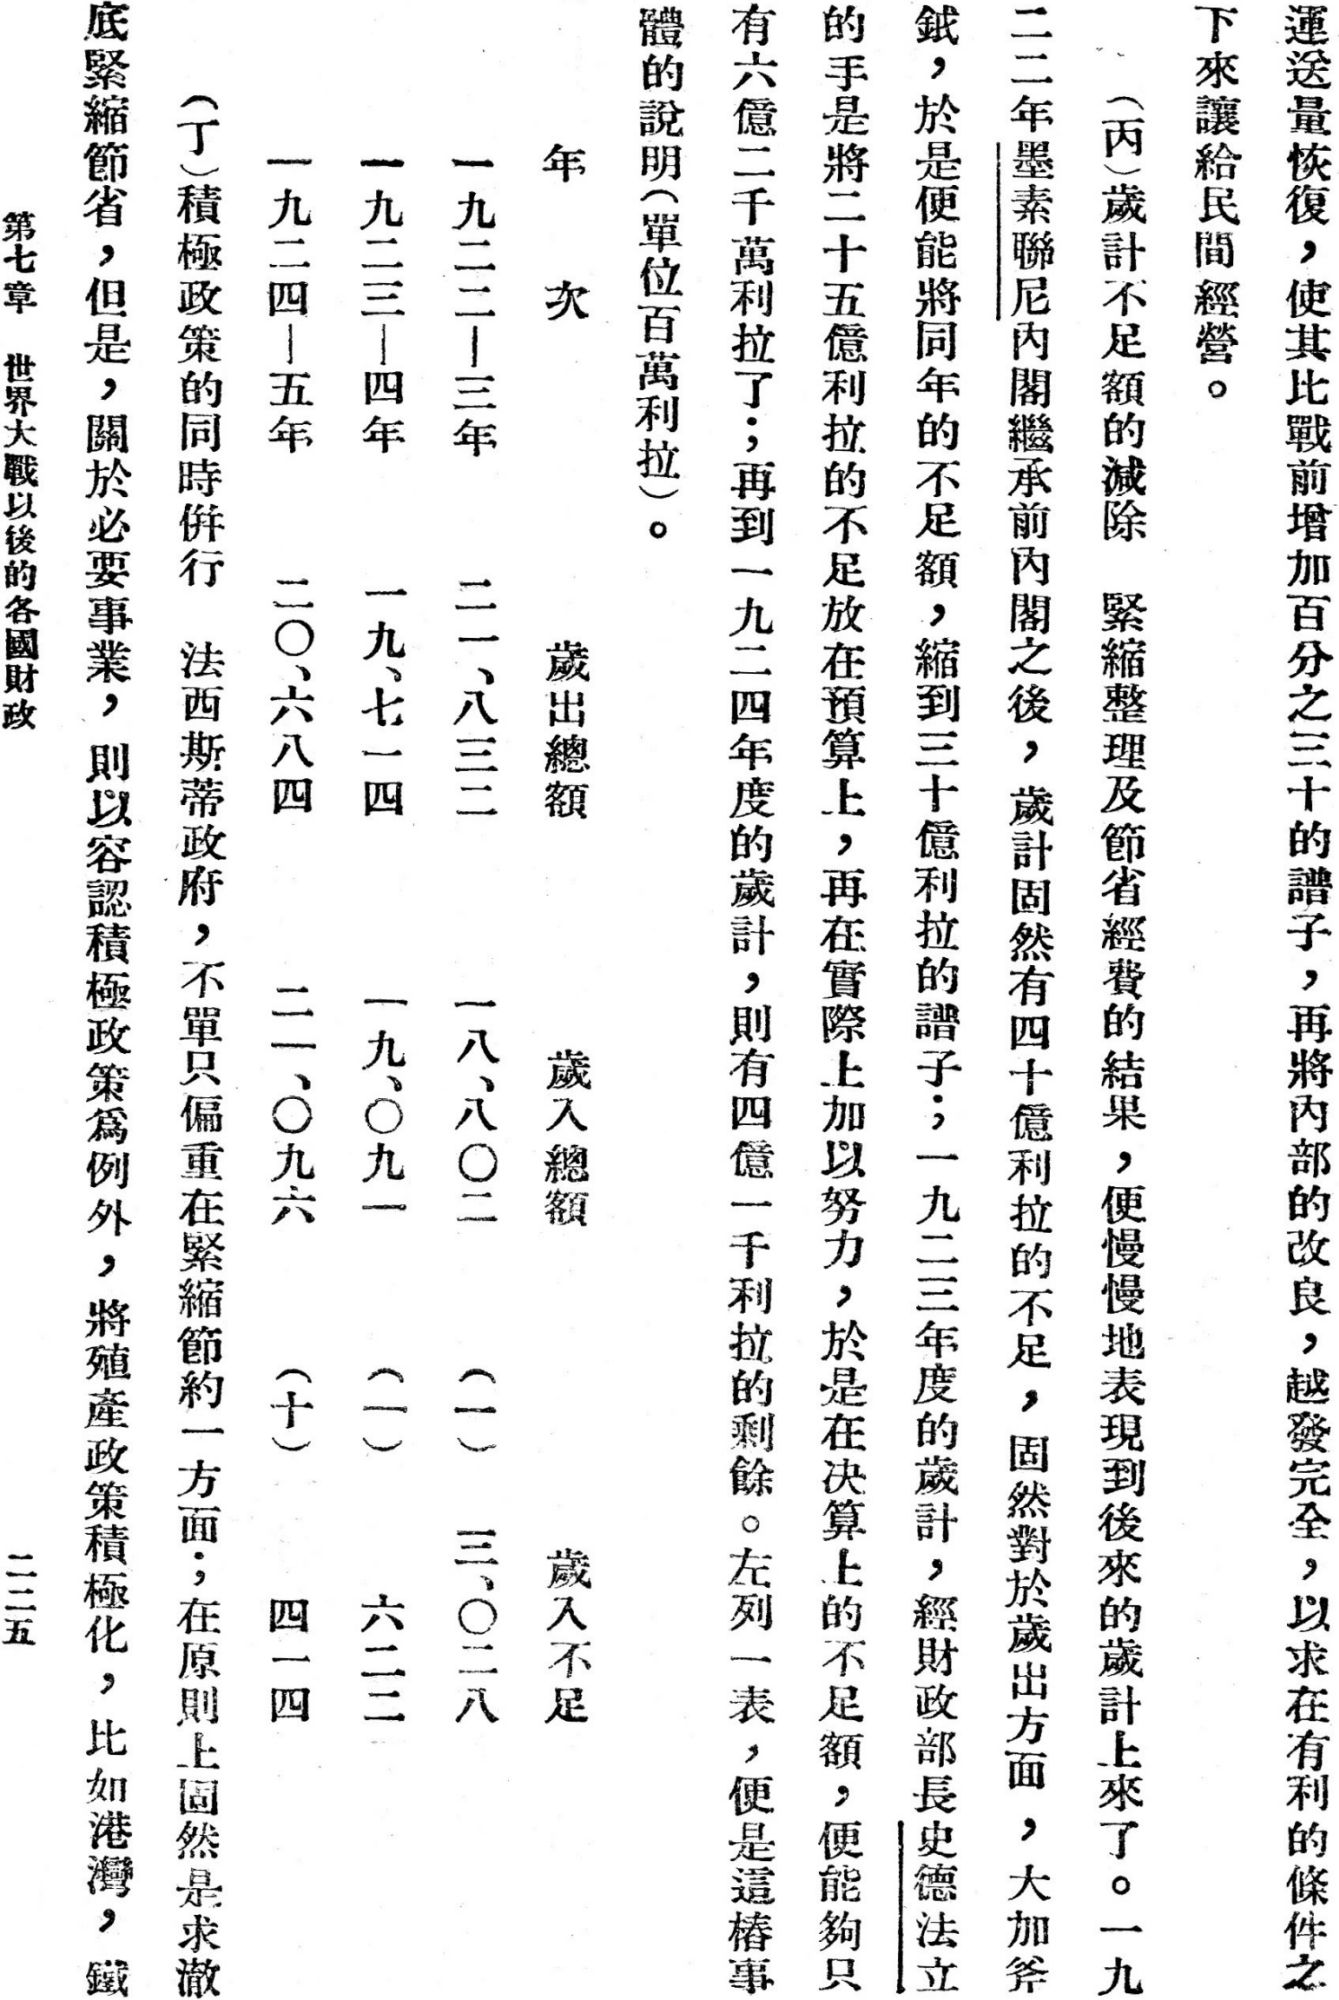 運送量恢復，使其比戰前增加百分之三十的譜子，再將內部的改良，越發完全，以求在有利的條件之
下來讓給民間經營。
（丙）歲計不足額的減除　緊縮整理及節省經費的結果，便慢慢地表現到後來的歲計上來了。一九
二二年墨素聯尼內閣繼承前內閣之後，歲計固然有四十億利拉的不足，固然對於歲出方面，大加斧
鉞，於是便能將同年的不足額，縮到三十億利拉的譜子；一九二三年度的歲計，經財政部長史德法立
的手是將二十五億利拉的不足放在預算上，再在實際上加以努力，於是在決算上的不足額，便能夠只
有六億二千萬利拉了；再到一九二四年度的歲計，則有四億一千利拉的剩餘。左列一表，便是這樁事
體的說明（單位百萬利拉）。
年　次　歲出總額　歲入總額　歲入不足
一九二二—三年　二一、八三二　一八、八〇二　（一）　三、〇二八
一九二三—四年　一九、七一四　一九、〇九一　（一）　六二二
一九二四—五年　二〇、六八四　二一、〇九六　（十）　四一四
（丁）積極政策的同時併行　法西斯蒂政府，不單只偏重在緊縮節約一方面；在原則上固然是求澈
底緊縮節省，但是，關於必要事業，則以容認積極政策爲例外，將殖產政策積極化，比如港灣，鐵
第七章　世界大戰以後的各國財政　二二五